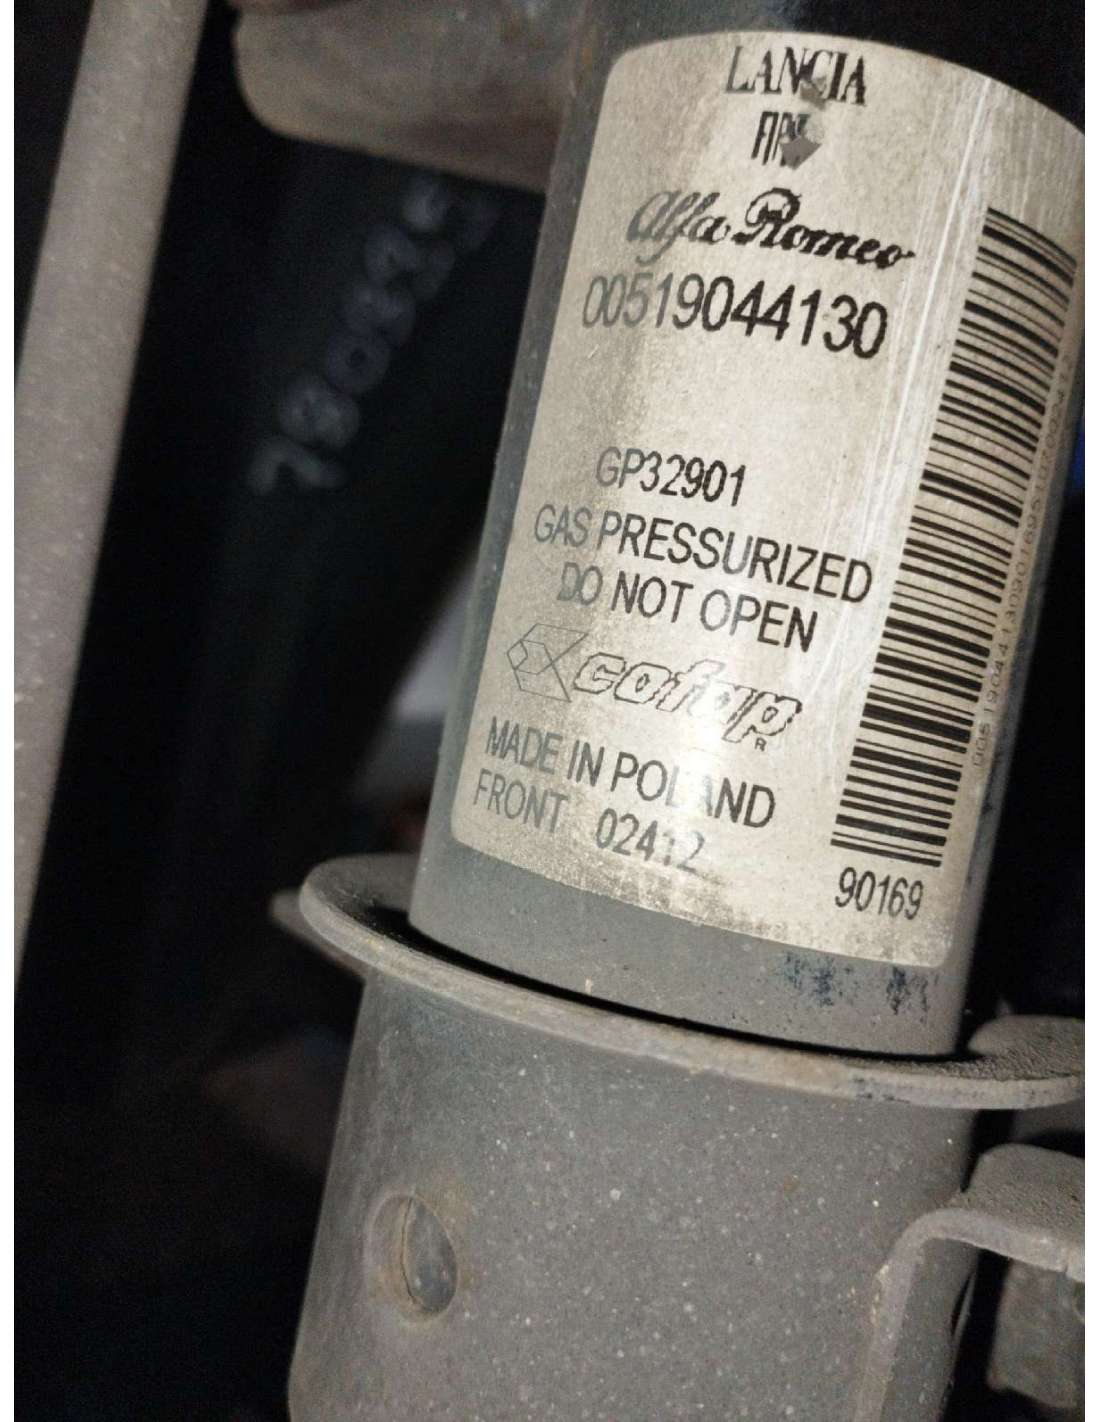 LANCIA
Alfa Romeo
00519044130
GP32901
GAS PRESSURIZED
DO NOT OPEN
cofap
R
MADE IN POLAND
FRONT 02412
90169